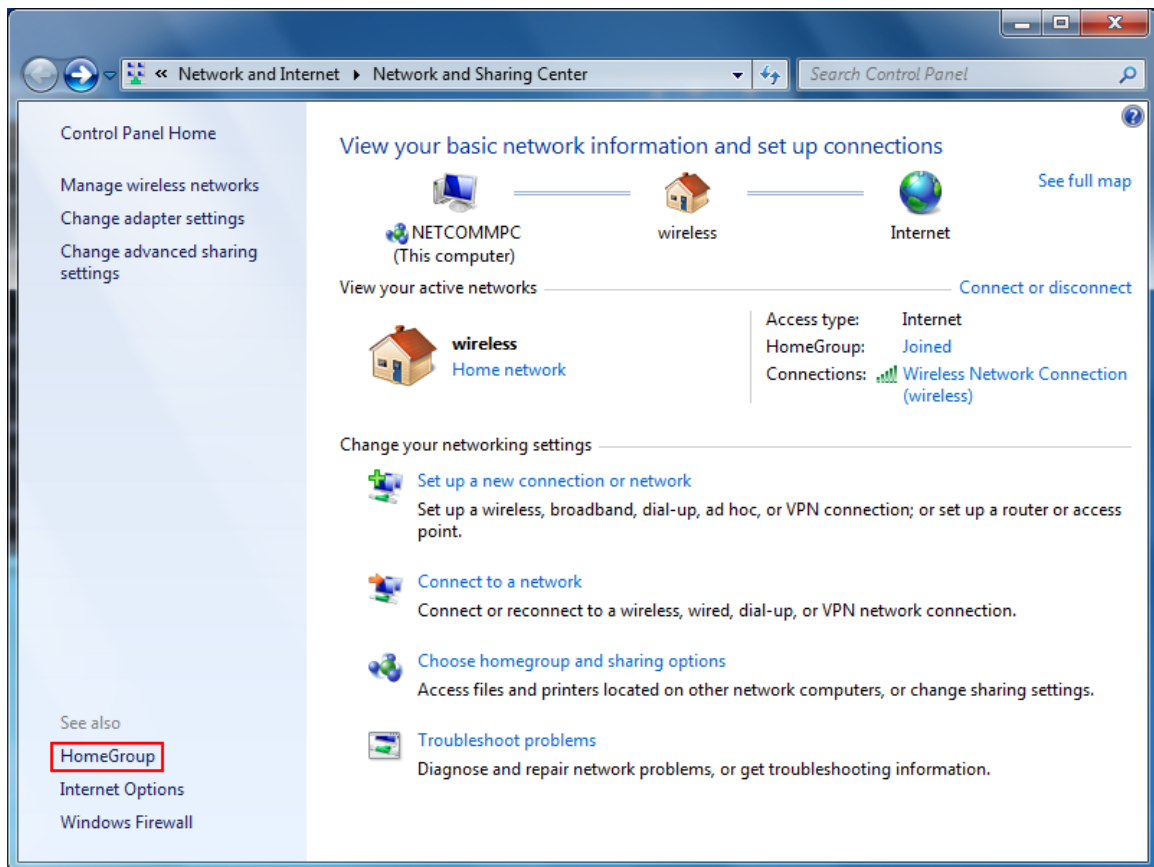 « Network and Internet ▸ Network and Sharing Center
Search Control Panel
Control Panel Home
Manage wireless networks
Change adapter settings
Change advanced sharing
settings
See also
HomeGroup
Internet Options
Windows Firewall
View your basic network information and set up connections
See full map
NETCOMMPC
(This computer)
wireless
Internet
View your active networks
Connect or disconnect
wireless
Home network
Access type: Internet
HomeGroup: Joined
Connections: Wireless Network Connection
(wireless)
Change your networking settings
Set up a new connection or network
Set up a wireless, broadband, dial-up, ad hoc, or VPN connection; or set up a router or access
point.
Connect to a network
Connect or reconnect to a wireless, wired, dial-up, or VPN network connection.
Choose homegroup and sharing options
Access files and printers located on other network computers, or change sharing settings.
Troubleshoot problems
Diagnose and repair network problems, or get troubleshooting information.